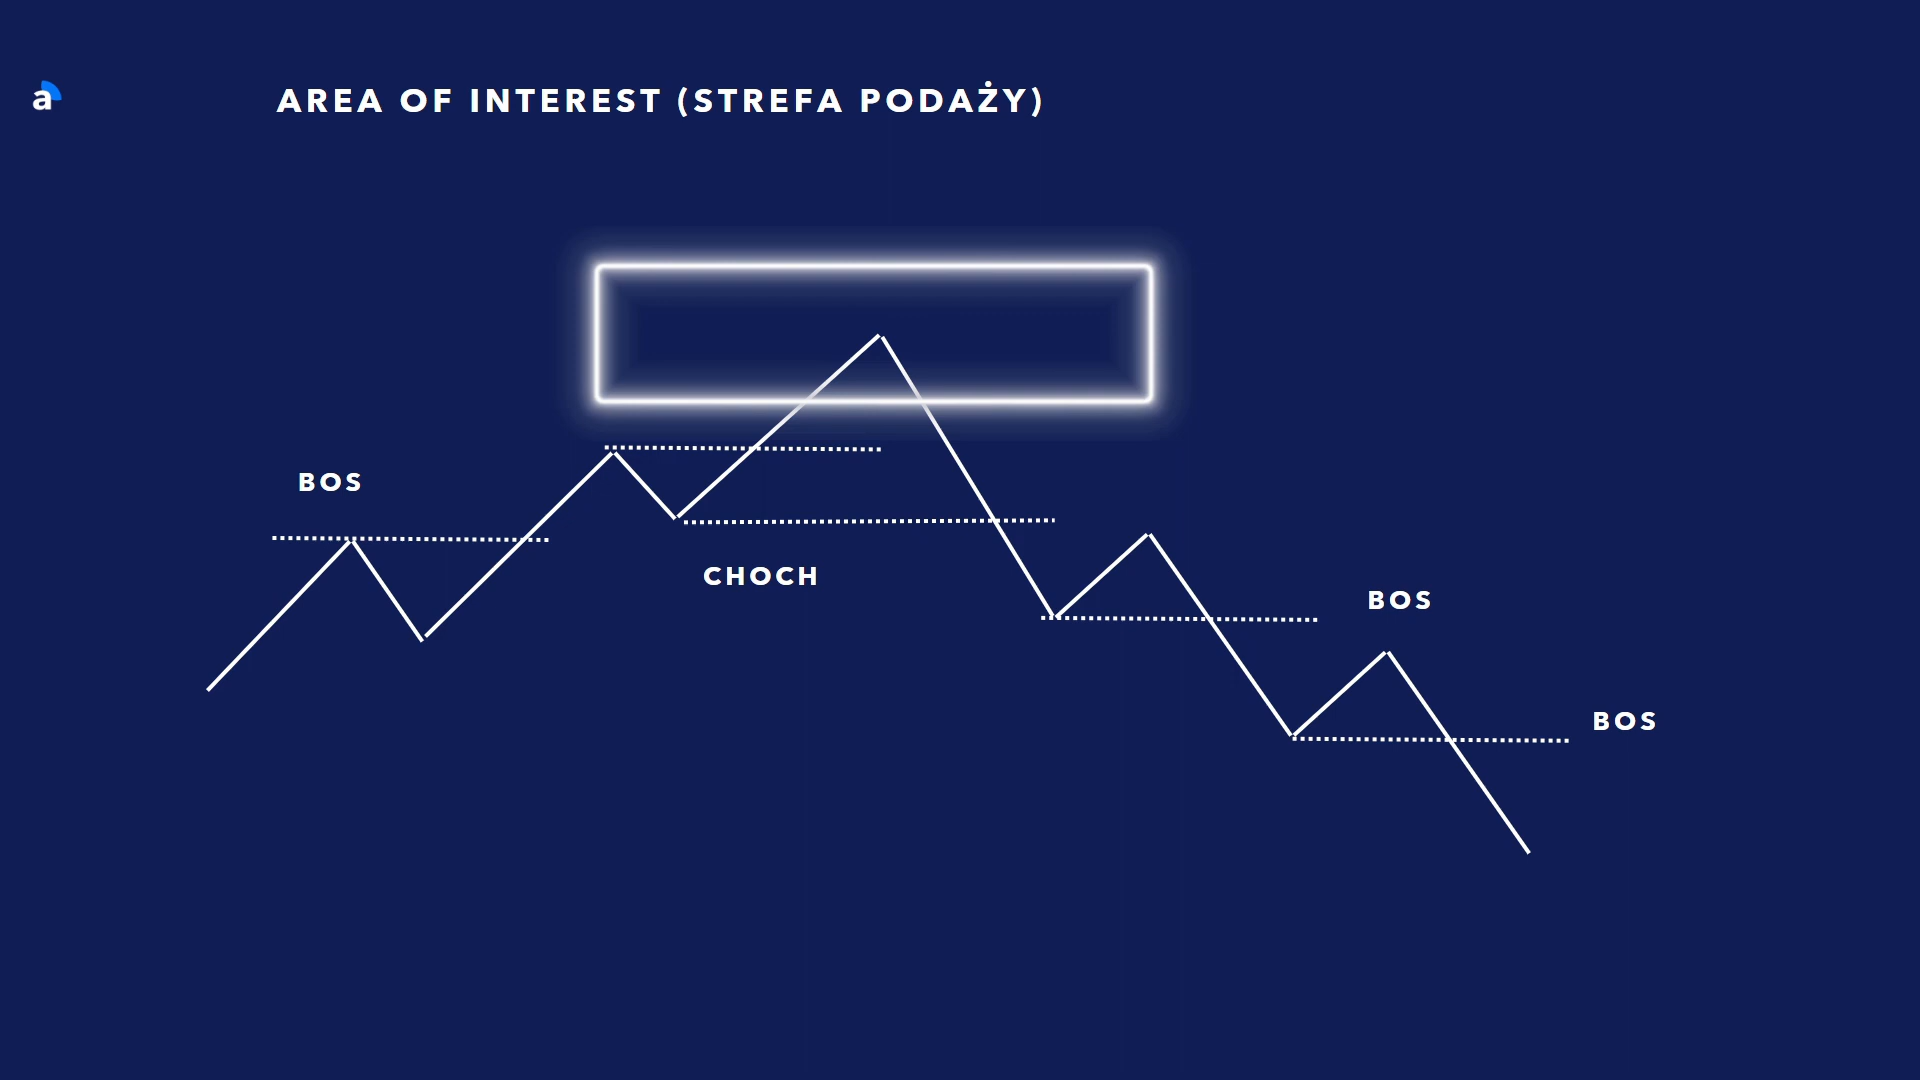 a
AREA OF INTEREST (STREFA PODAŻY)
BOS
CHOCH
BOS
BOS